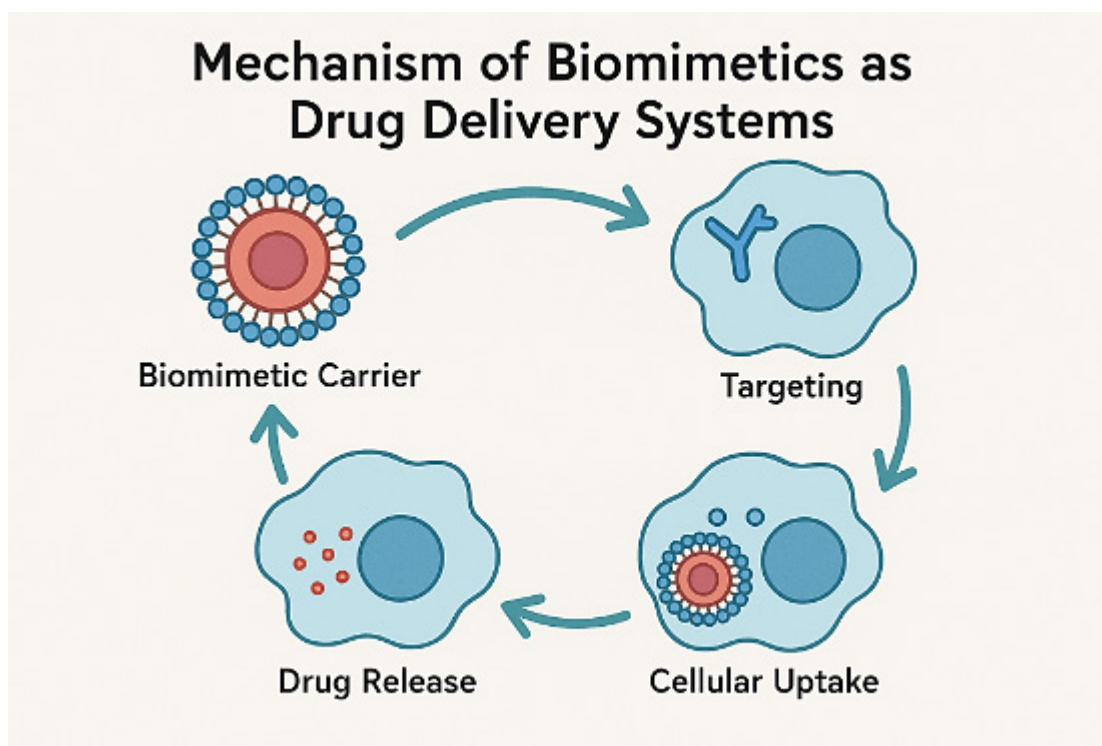 Mechanism of Biomimetics as
Drug Delivery Systems
Biomimetic Carrier
Targeting
Drug Release
Cellular Uptake